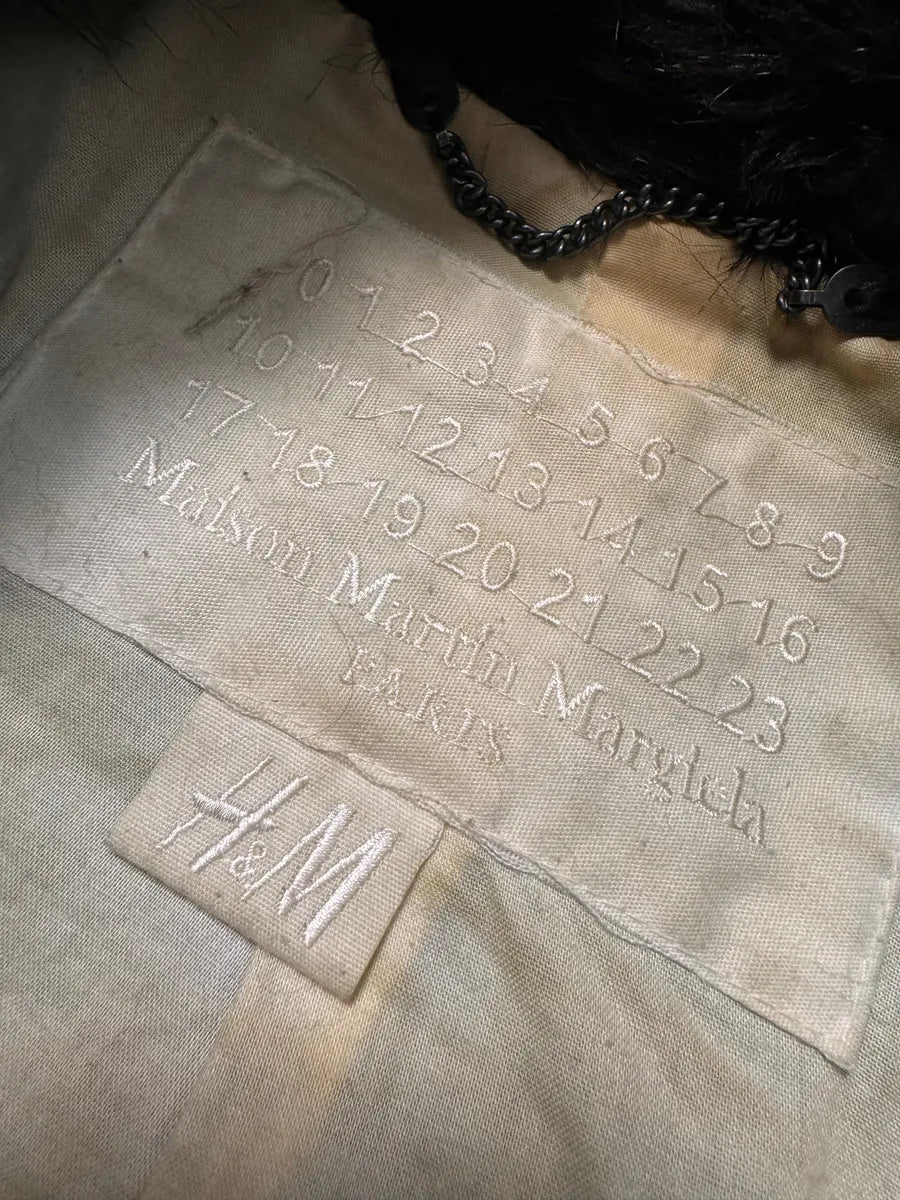 0 1 2 3 4 5 6 7 8 9
10 11 12 13 14 15 16
17 18 19 20 21 22 23
Maison Martin Margiela
PARIS
H&M